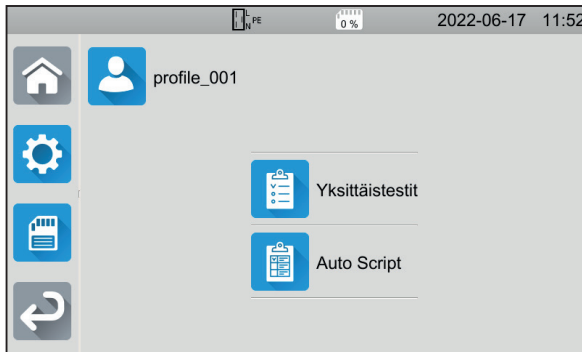 L
N PE 0 % 2022-06-17 11:52
profile_001
Yksittäistestit
Auto Script